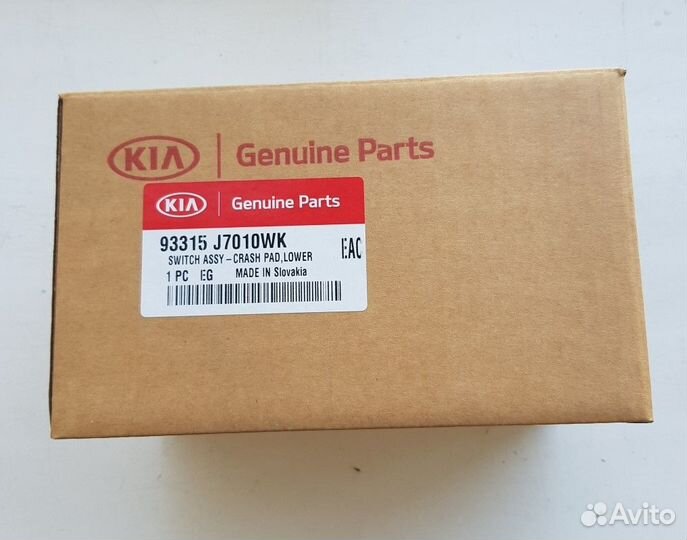 KIA Genuine Parts
KIA Genuine Parts
93315 J7010WK
SWITCH ASSY-CRASH PAD,LOWER
EAC
1 PC EG MADE IN Slovakia
Avito